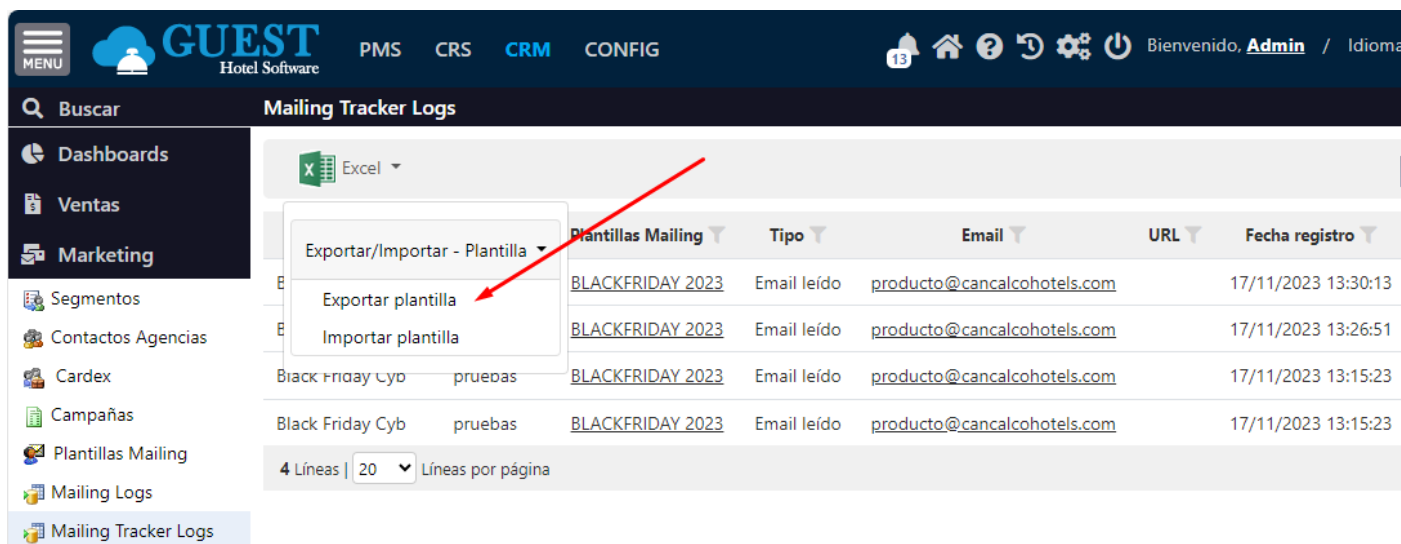 MENU
GUEST
Hotel Software
PMS CRS CRM CONFIG
13
Bienvenido, Admin / Idioma
Buscar
Mailing Tracker Logs
Dashboards
Ventas
Marketing
Segmentos
Contactos Agencias
Cardex
Campañas
Plantillas Mailing
Mailing Logs
Mailing Tracker Logs
Excel
Exportar/Importar - Plantilla
Exportar plantilla
Importar plantilla
Plantillas Mailing Tipo Email URL Fecha registro
B BLACKFRIDAY 2023 Email leído producto@cancalcohotels.com 17/11/2023 13:30:13
B BLACKFRIDAY 2023 Email leído producto@cancalcohotels.com 17/11/2023 13:26:51
Black Friday Cyb pruebas BLACKFRIDAY 2023 Email leído producto@cancalcohotels.com 17/11/2023 13:15:23
Black Friday Cyb pruebas BLACKFRIDAY 2023 Email leído producto@cancalcohotels.com 17/11/2023 13:15:23
4 Líneas | 20 Líneas por página